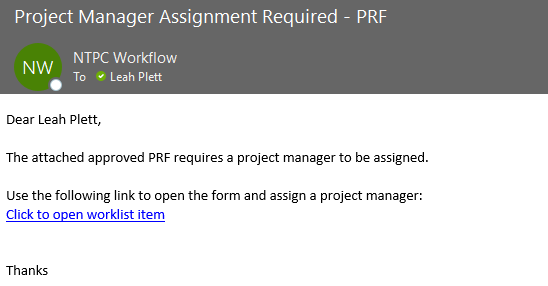 Project Manager Assignment Required - PRF
NW
NTPC Workflow
To Leah Plett
Dear Leah Plett,
The attached approved PRF requires a project manager to be assigned.
Use the following link to open the form and assign a project manager:
Click to open worklist item
Thanks